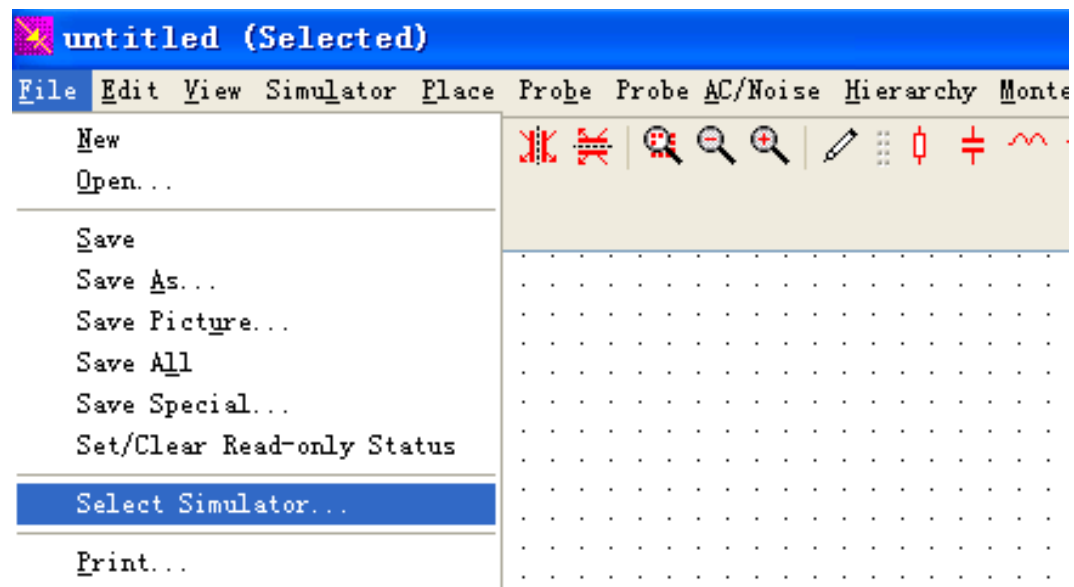 untitled (Selected)
File Edit View Simulator Place Probe Probe AC/Noise Hierarchy Monte
New
Open...
Save
Save As...
Save Picture...
Save All
Save Special...
Set/Clear Read-only Status
Select Simulator...
Print...